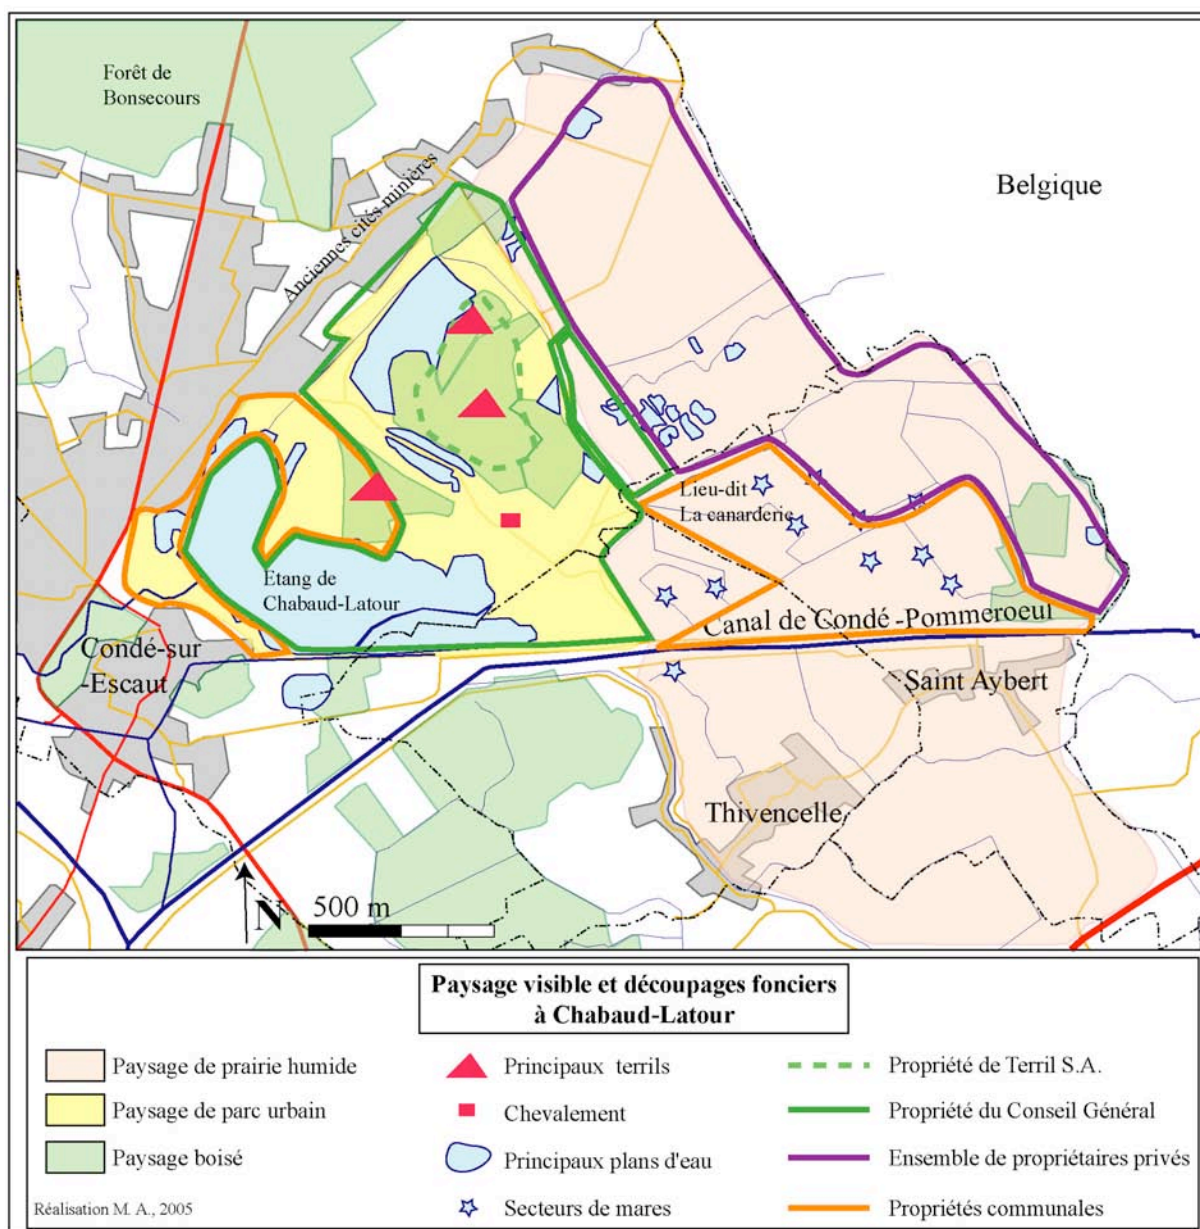 Forêt de
Bonsecours
Anciennes cités minières
Belgique
Lieu-dit
La canarderie
Etang de
Chabaud-Latour
Canal de Condé -Pommeroeul
Condé-sur
-Escaut
Saint Aybert
Thivencelle
N
500 m
Paysage visible et découpages fonciers
à Chabaud-Latour
Paysage de prairie humide
Paysage de parc urbain
Paysage boisé
Réalisation M. A., 2005
Principaux terrils
Chevalement
Principaux plans d'eau
Secteurs de mares
Propriété de Terril S.A.
Propriété du Conseil Général
Ensemble de propriétaires privés
Propriétés communales